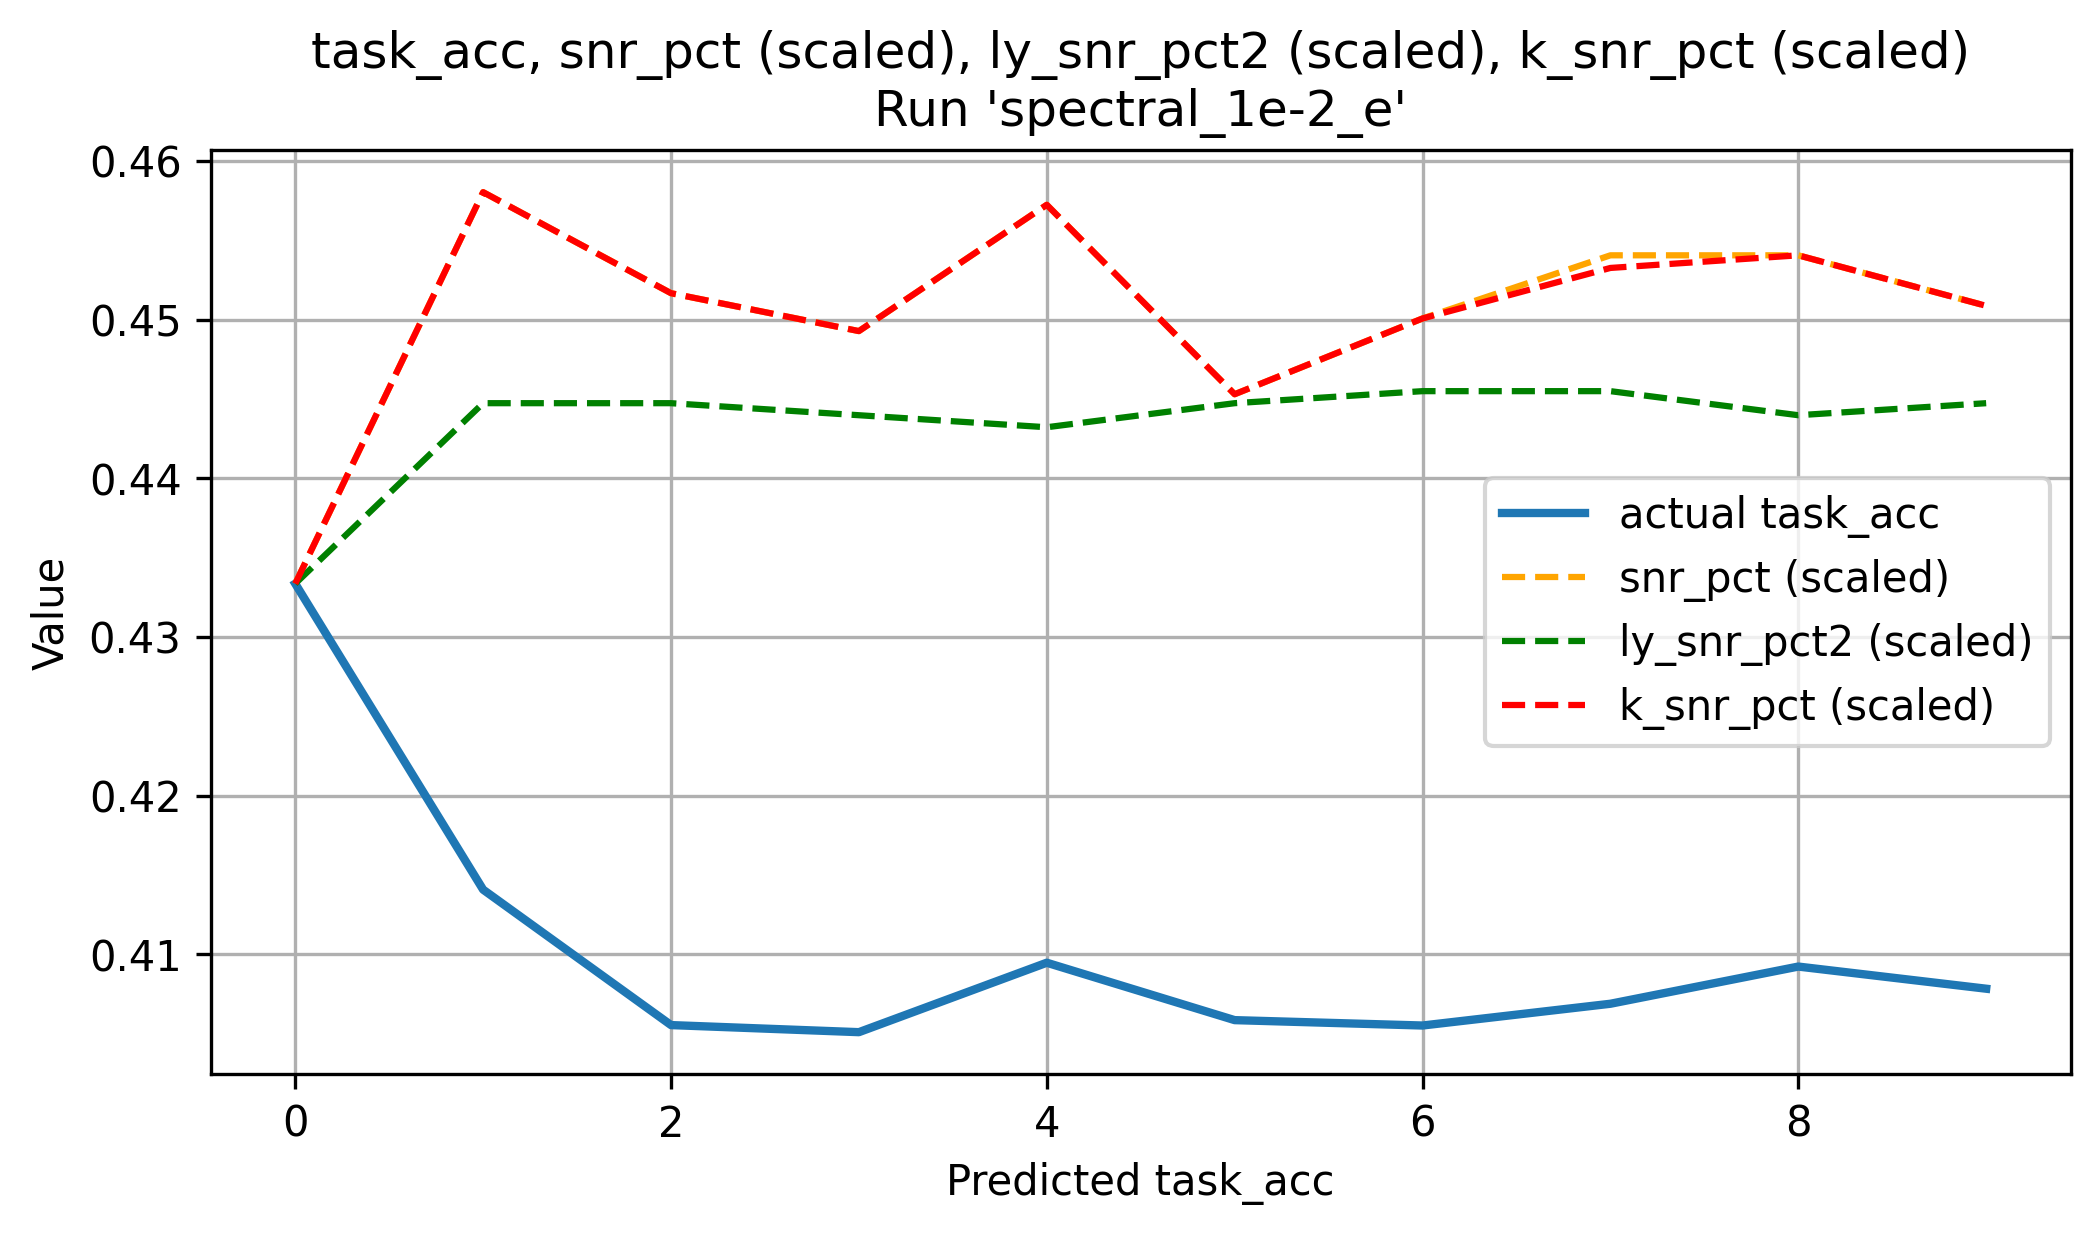 task_acc, snr_pct (scaled), ly_snr_pct2 (scaled), k_snr_pct (scaled)
Run 'spectral_1e-2_e'
0.46
0.45
0.44
0.43
0.42
0.41
Value
actual task_acc
snr_pct (scaled)
ly_snr_pct2 (scaled)
k_snr_pct (scaled)
0
2
4
6
8
Predicted task_acc